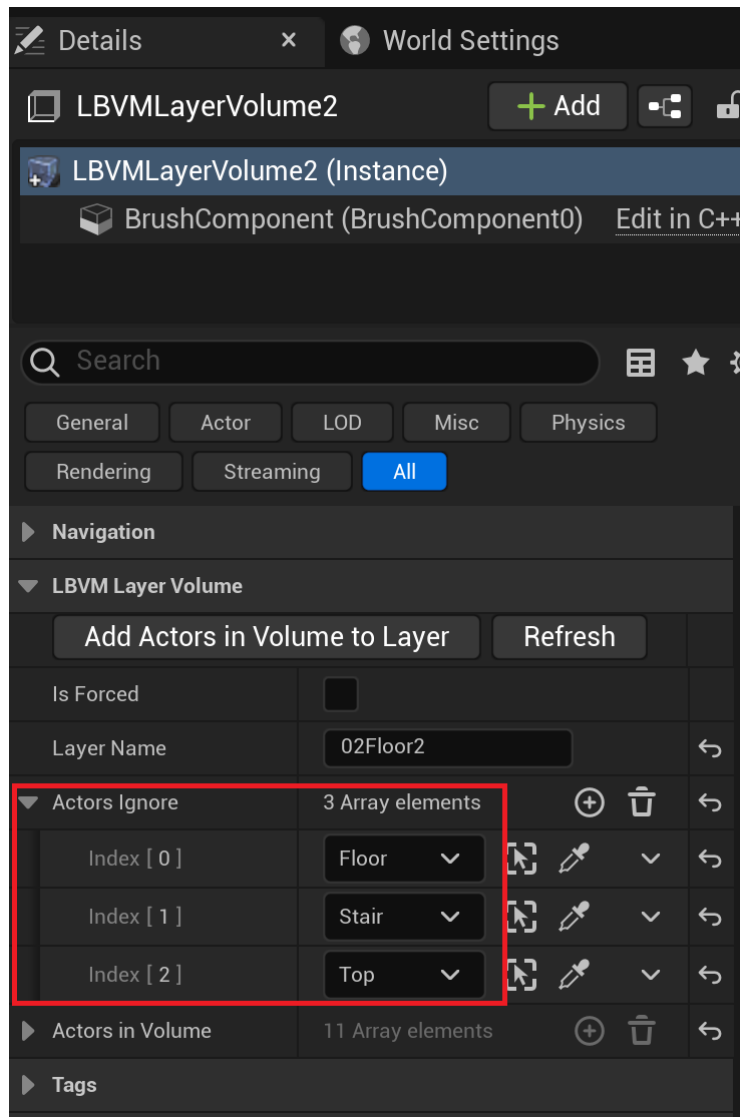 Details × World Settings
LBVMLayerVolume2 + Add
LBVMLayerVolume2 (Instance)
BrushComponent (BrushComponent0) Edit in C++
Search
General Actor LOD Misc Physics
Rendering Streaming All
Navigation
LBVM Layer Volume
Add Actors in Volume to Layer Refresh
Is Forced
Layer Name 02Floor2
Actors Ignore 3 Array elements
Index [ 0 ] Floor
Index [ 1 ] Stair
Index [ 2 ] Top
Actors in Volume 11 Array elements
Tags